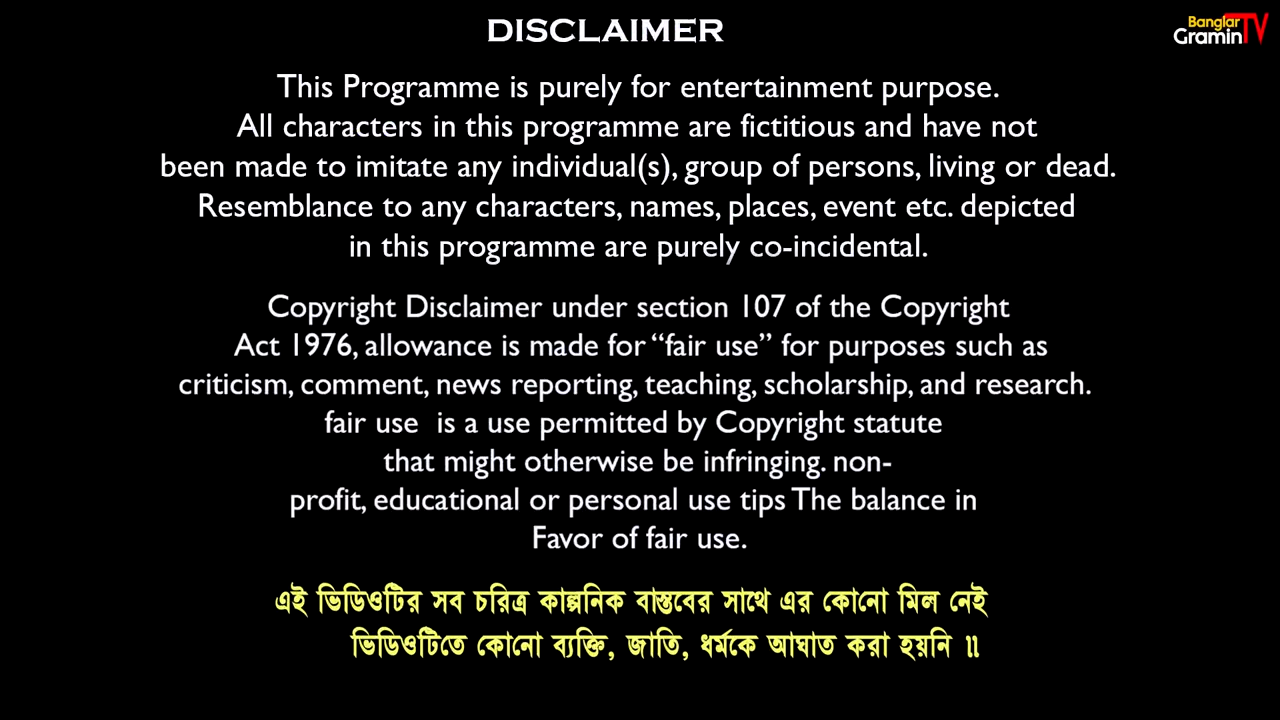 DISCLAIMER
Banglar
GraminTV
This Programme is purely for entertainment purpose.
All characters in this programme are fictitious and have not
been made to imitate any individual(s), group of persons, living or dead.
Resemblance to any characters, names, places, event etc. depicted
in this programme are purely co-incidental.
Copyright Disclaimer under section 107 of the Copyright
Act 1976, allowance is made for “fair use” for purposes such as
criticism, comment, news reporting, teaching, scholarship, and research.
fair use is a use permitted by Copyright statute
that might otherwise be infringing. non-
profit, educational or personal use tips The balance in
Favor of fair use.
এই ভিডিওটির সব চরিত্র কাল্পনিক বাস্তবের সাথে এর কোনো মিল নেই
ভিডিওটিতে কোনো ব্যক্তি, জাতি, ধর্মকে আঘাত করা হয়নি ॥